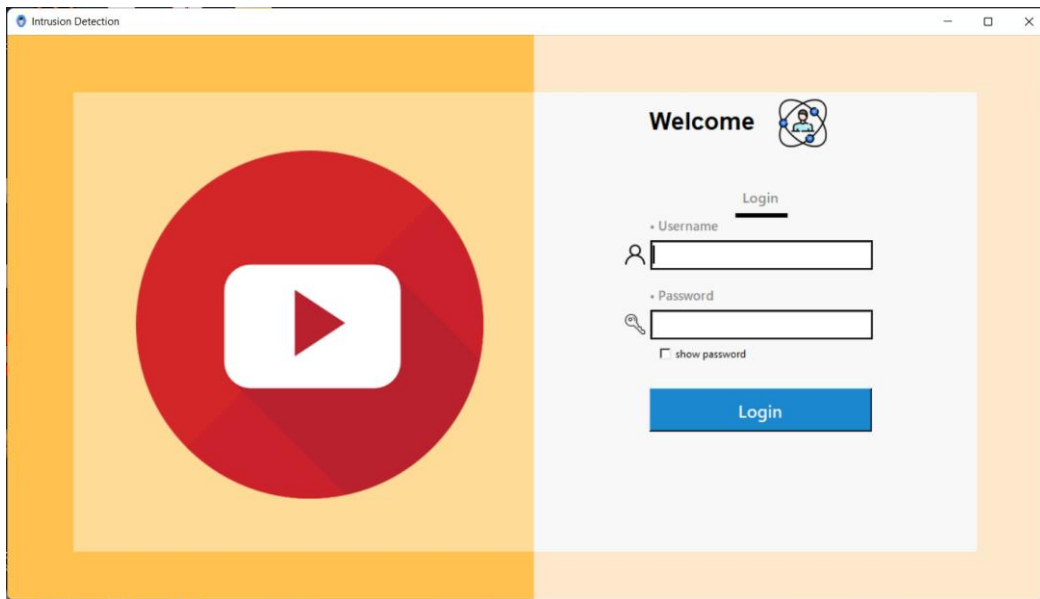 Intrusion Detection
Welcome
Login
• Username
• Password
show password
Login